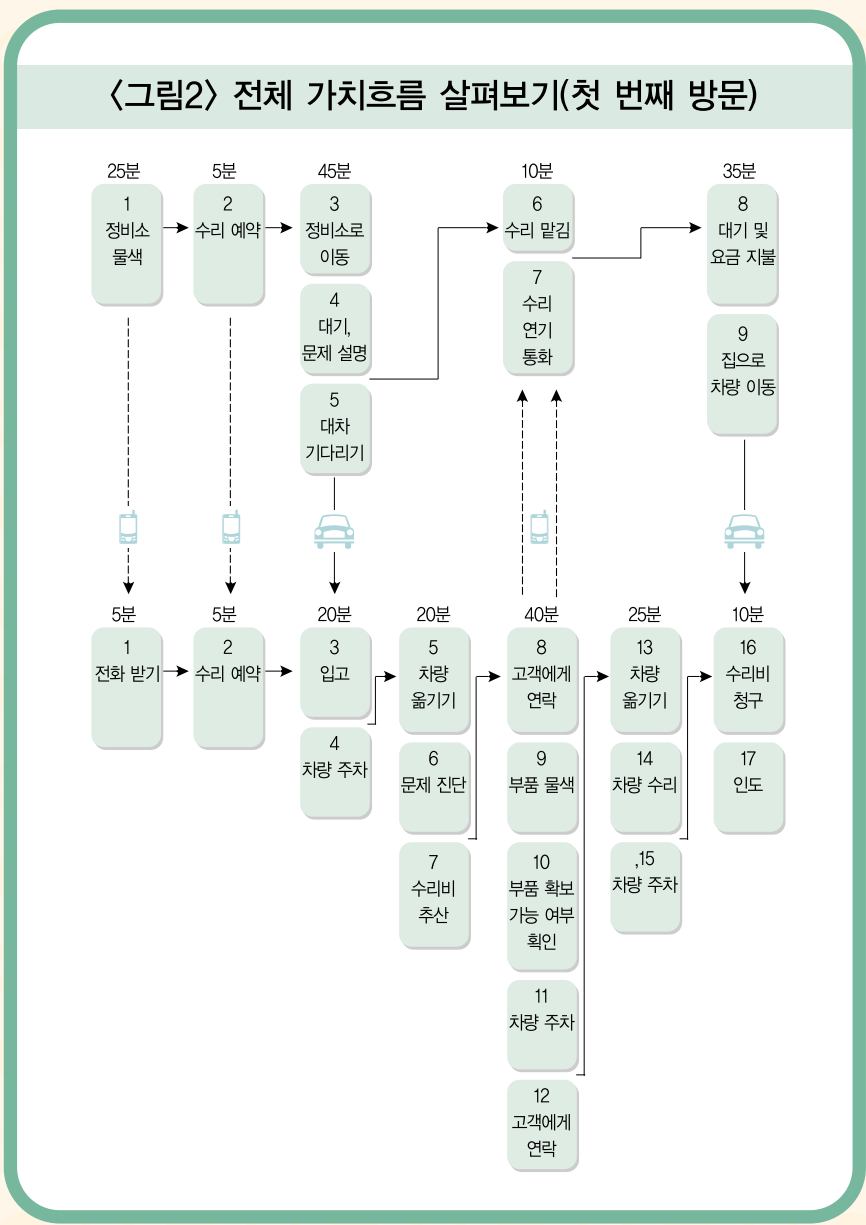 〈그림2〉 전체 가치흐름 살펴보기(첫 번째 방문)
25분
1
정비소
물색
5분
2
수리 예약
45분
3
정비소로
이동
4
대기,
문제 설명
5
대차
기다리기
10분
6
수리 맡김
7
수리
연기
통화
35분
8
대기 및
요금 지불
9
집으로
차량 이동
5분
1
전화 받기
5분
2
수리 예약
20분
3
입고
4
차량 주차
20분
5
차량
옮기기
6
문제 진단
7
수리비
추산
40분
8
고객에게
연락
9
부품 물색
10
부품 확보
가능 여부
획인
11
차량 주차
12
고객에게
연락
25분
13
차량
옮기기
14
차량 수리
,15
차량 주차
10분
16
수리비
청구
17
인도